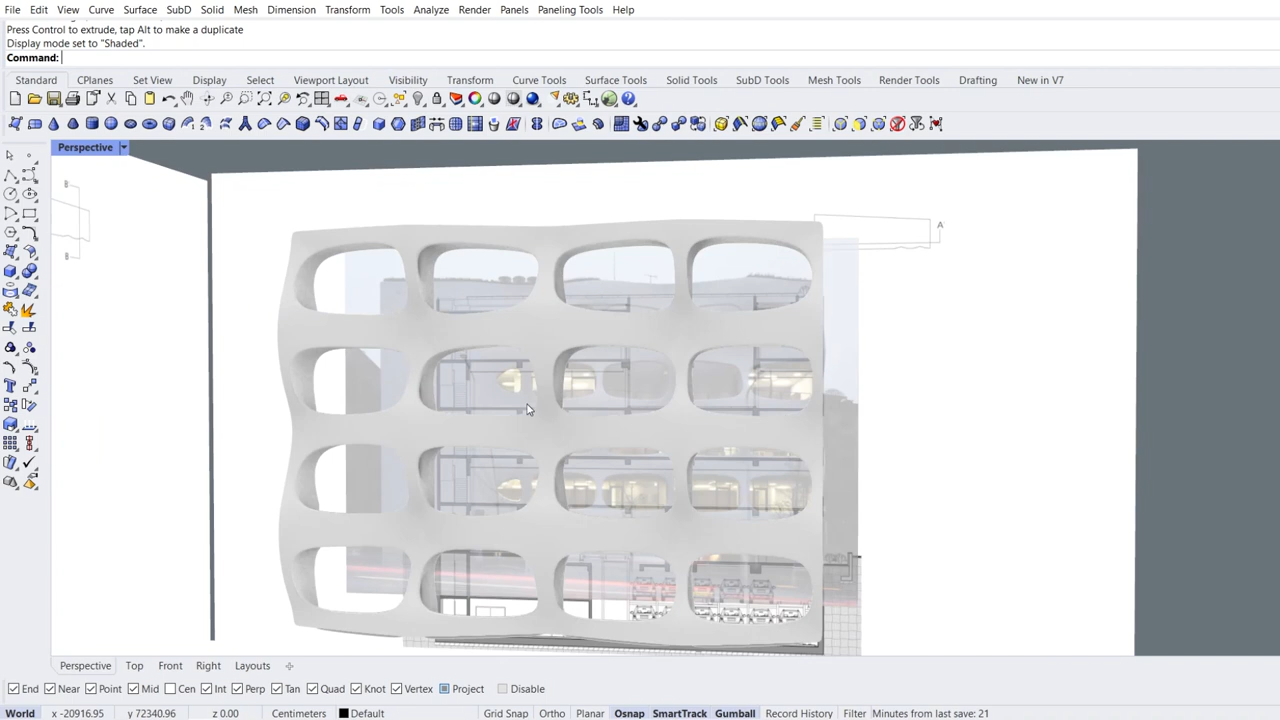 File Edit View Curve Surface SubD Solid Mesh Dimension Transform Tools Analyze Render Panels Paneling Tools Help
Press Control to extrude, tap Alt to make a duplicate
Display mode set to "Shaded".
Command:
Standard CPlanes Set View Display Select Viewport Layout Visibility Transform Curve Tools Surface Tools Solid Tools SubD Tools Mesh Tools Render Tools Drafting New in V7
Perspective
B
A
B
Perspective Top Front Right Layouts
End Near Point Mid Cen Int Perp Tan Quad Knot Vertex Project Disable
World x -20916.95 y 72340.96 z 0.00 Centimeters Default Grid Snap Ortho Planar Osnap SmartTrack Gumball Record History Filter Minutes from last save: 21